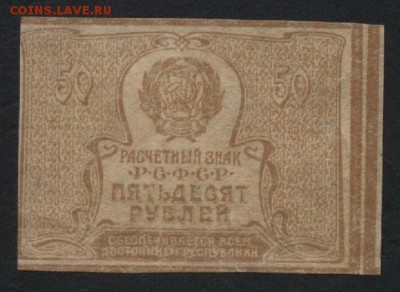 COINS.LAVE.RU
50 50
РАСЧЕТНЫЙ ЗНАК
Р·С·Ф·С·Р
ПЯТЬДЕСЯТ
РУБЛЕЙ
ОБЕСПЕЧИВАЕТСЯ ВСЕМ
ДОСТОЯНИЕМ РЕСПУБЛИКИ